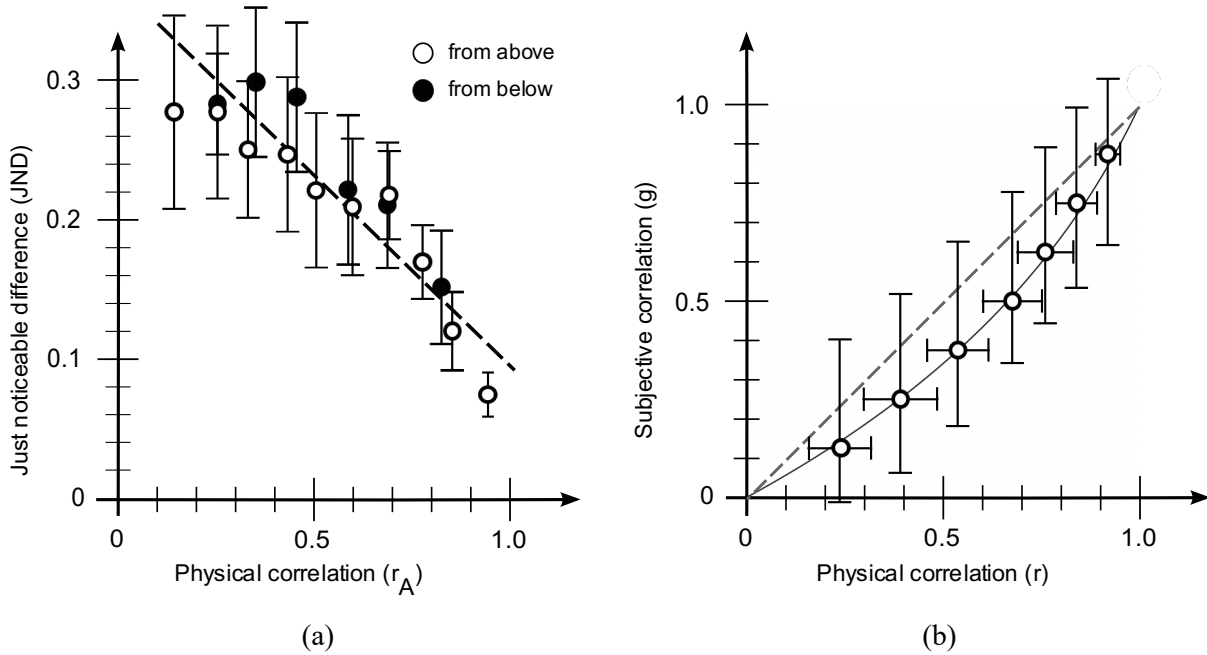 from above
from below
Just noticeable difference (JND)
0.3
0.2
0.1
0
0
0.5
1.0
Physical correlation (r_A)
(a)
Subjective correlation (g)
1.0
0.5
0
0
0.5
1.0
Physical correlation (r)
(b)